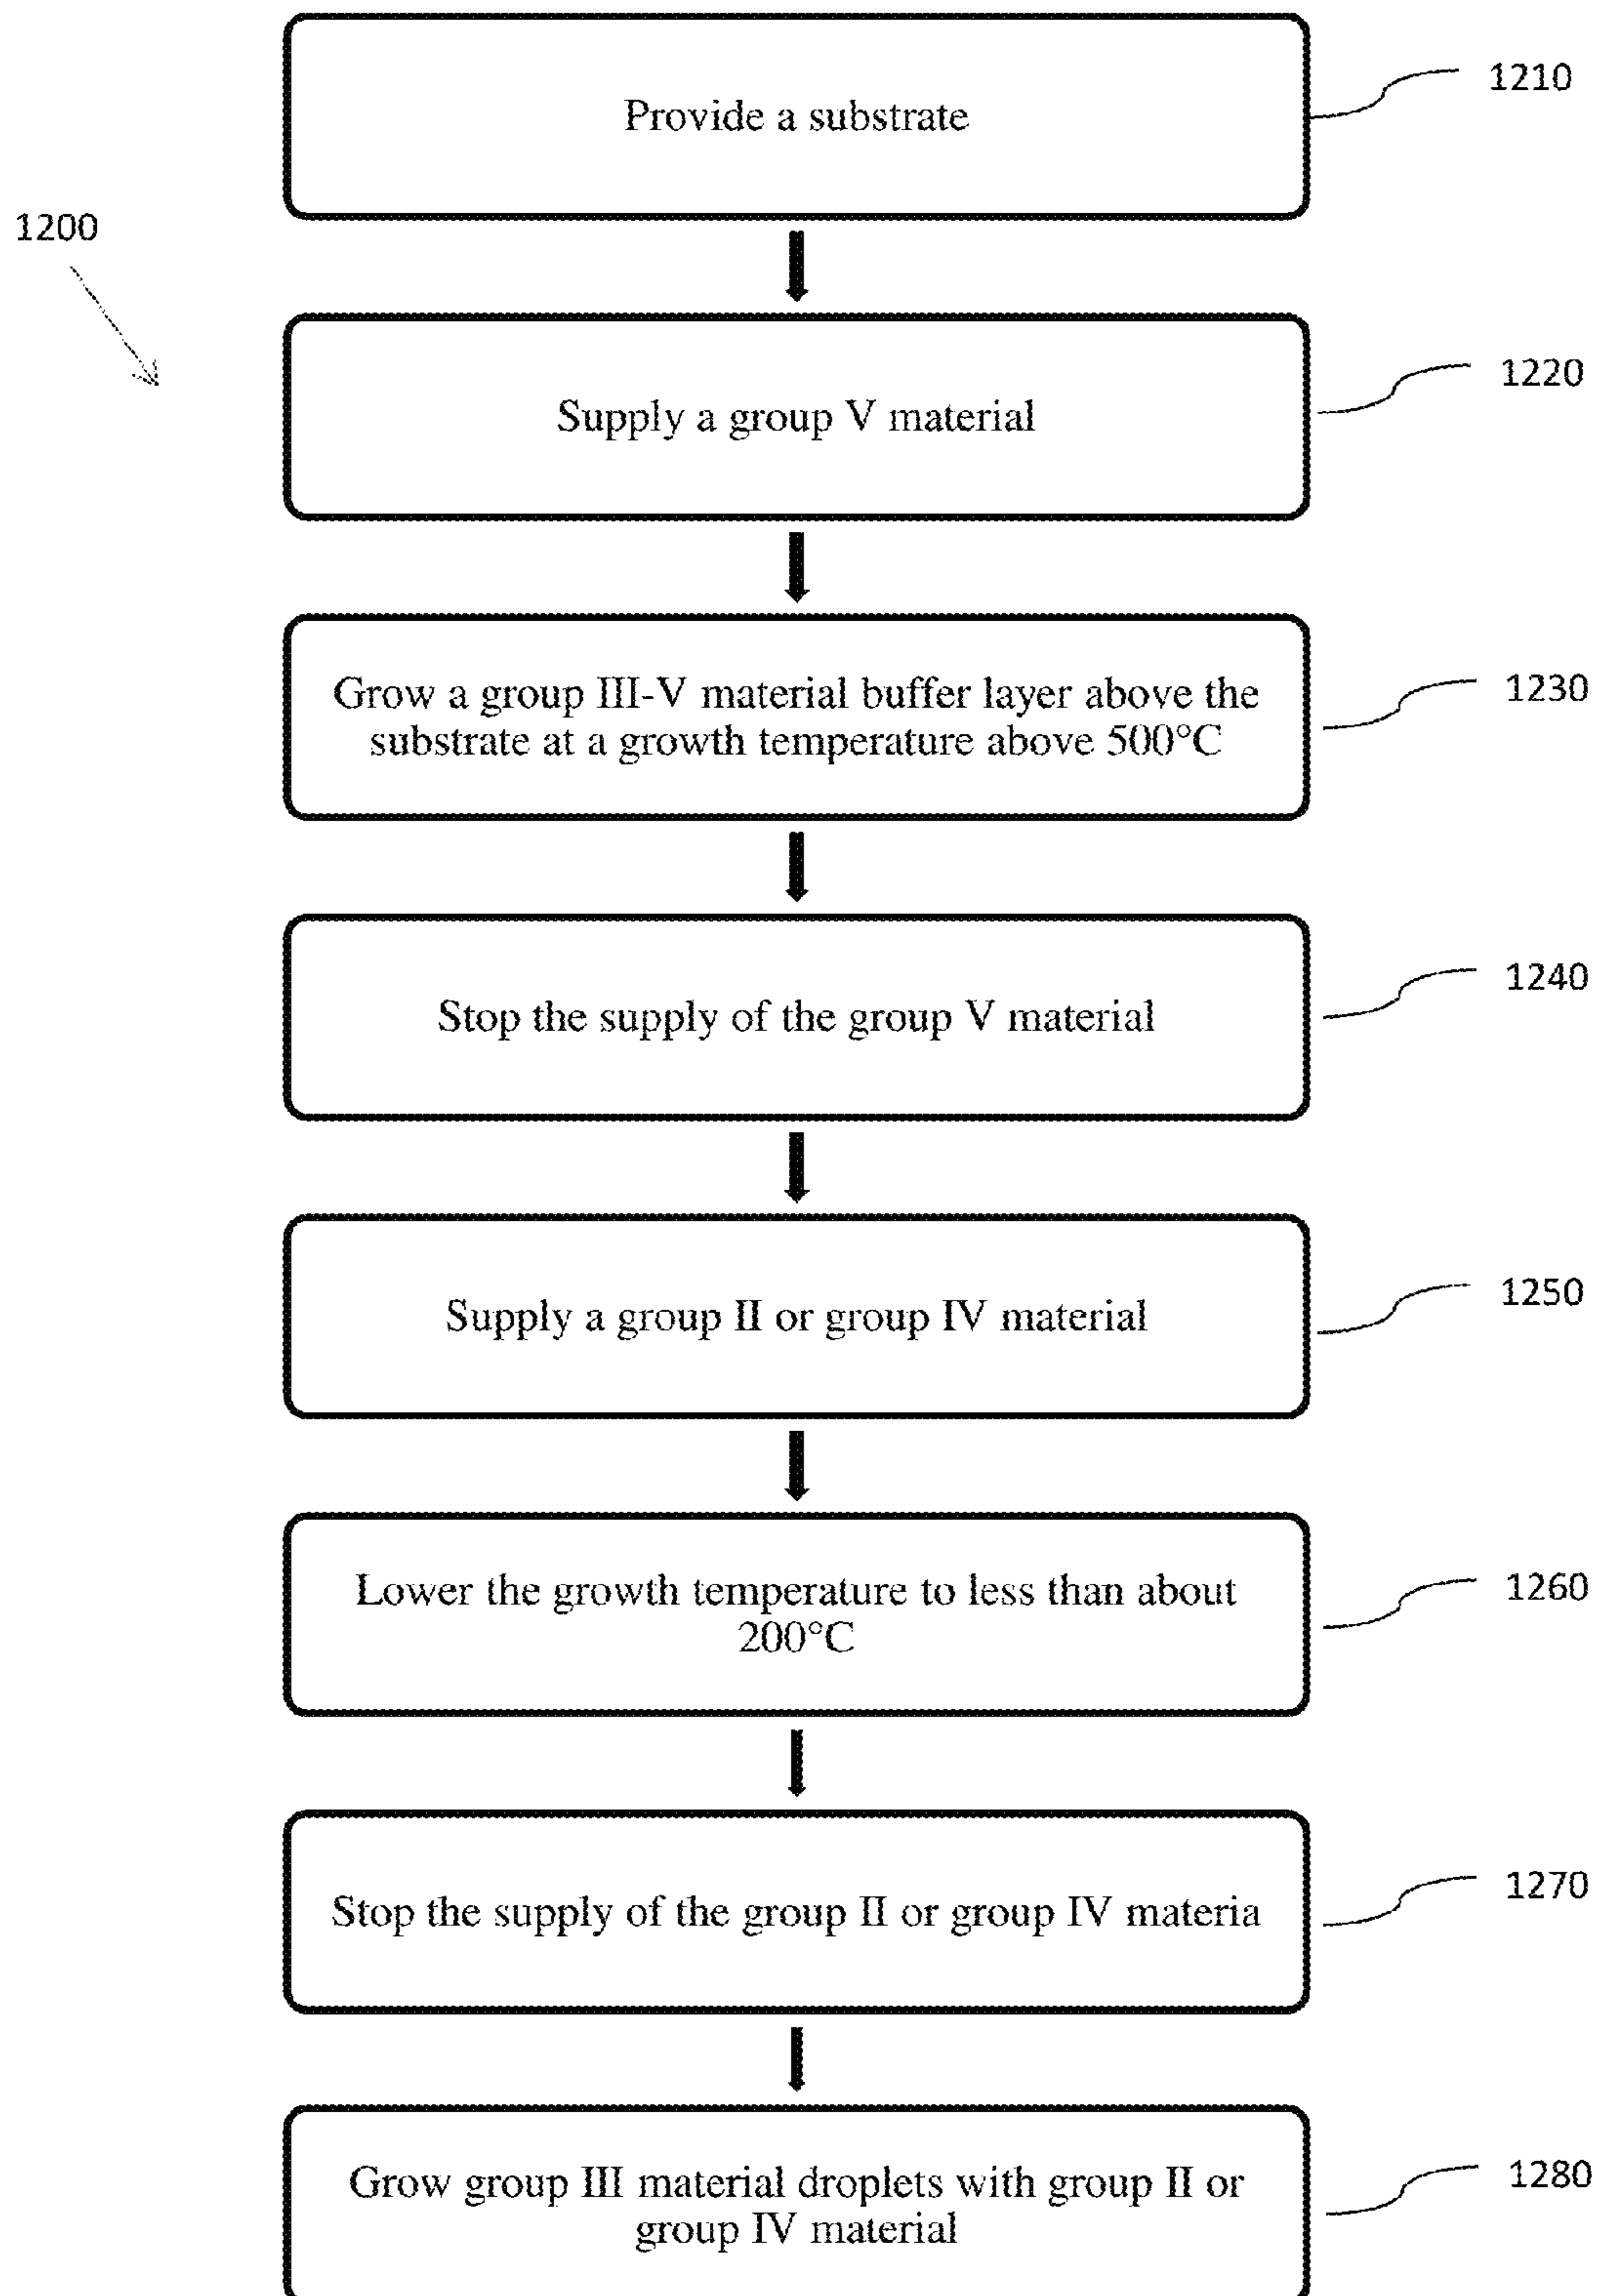 Provide a substrate
1210
1200
Supply a group V material
1220
Grow a group III-V material buffer layer above the
substrate at a growth temperature above 500°C
1230
Stop the supply of the group V material
1240
Supply a group II or group IV material
1250
Lower the growth temperature to less than about
200°C
1260
Stop the supply of the group II or group IV materia
1270
Grow group III material droplets with group II or
group IV material
1280